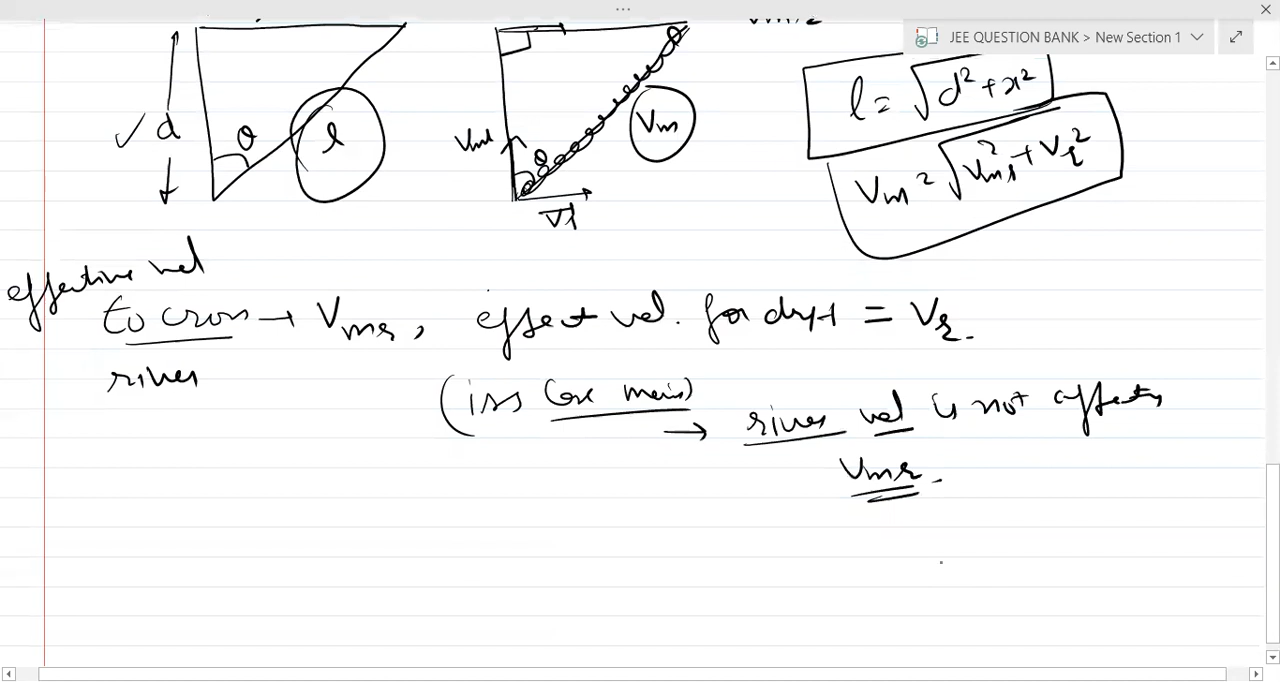 JEE QUESTION BANK > New Section 1
d θ l
Vmr θ Vm
Vr
l = √d²+x²
Vm = √Vmr² + Vr²
effective vel
to cross → Vmr, effect vel. for drift = Vr.
river
(iss case mein)
→ river vel is not affecting
Vmr.